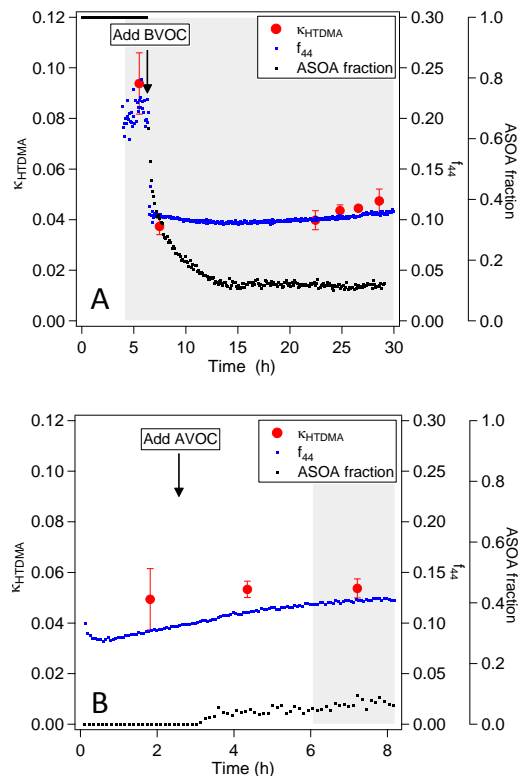 0.12
0.10
0.08
0.06
0.04
0.02
0.00
κHTDMA
Add BVOC
κHTDMA
f44
ASOA fraction
0.30
0.25
0.20
0.15
0.10
0.05
0.00
f44
1.0
0.8
0.6
0.4
0.2
0.0
ASOA fraction
A
0
5
10
15
20
25
30
Time (h)
0.12
0.10
0.08
0.06
0.04
0.02
0.00
κHTDMA
Add AVOC
κHTDMA
f44
ASOA fraction
0.30
0.25
0.20
0.15
0.10
0.05
0.00
f44
1.0
0.8
0.6
0.4
0.2
0.0
ASOA fraction
B
0
2
4
6
8
Time (h)